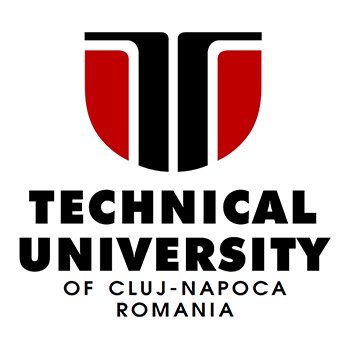 TECHNICAL
UNIVERSITY
OF CLUJ-NAPOCA
ROMANIA